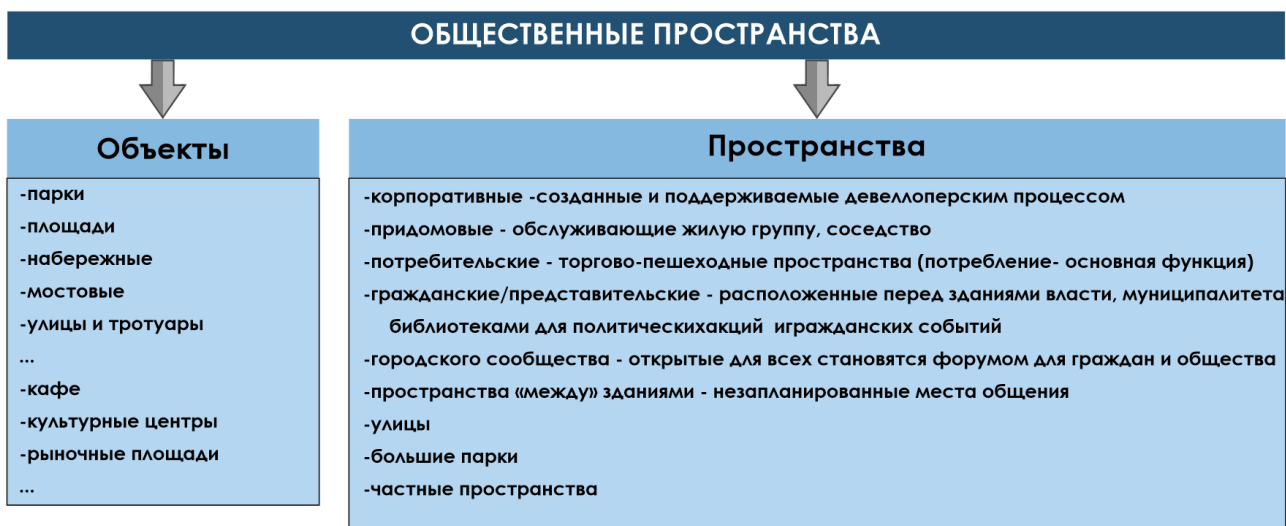 ОБЩЕСТВЕННЫЕ ПРОСТРАНСТВА
Объекты
-парки
-площади
-набережные
-мостовые
-улицы и тротуары
...
-кафе
-культурные центры
-рыночные площади
...
Пространства
-корпоративные -созданные и поддерживаемые девеллоперским процессом
-придомовые - обслуживающие жилую группу, соседство
-потребительские - торгово-пешеходные пространства (потребление- основная функция)
-гражданские/представительские - расположенные перед зданиями власти, муниципалитета
библиотеками для политическихакций играждански​х событий
-городского сообщества - открытые для всех становятся форумом для граждан и общества
-пространства «между» зданиями - незапланированные места общения
-улицы
-большие парки
-частные пространства